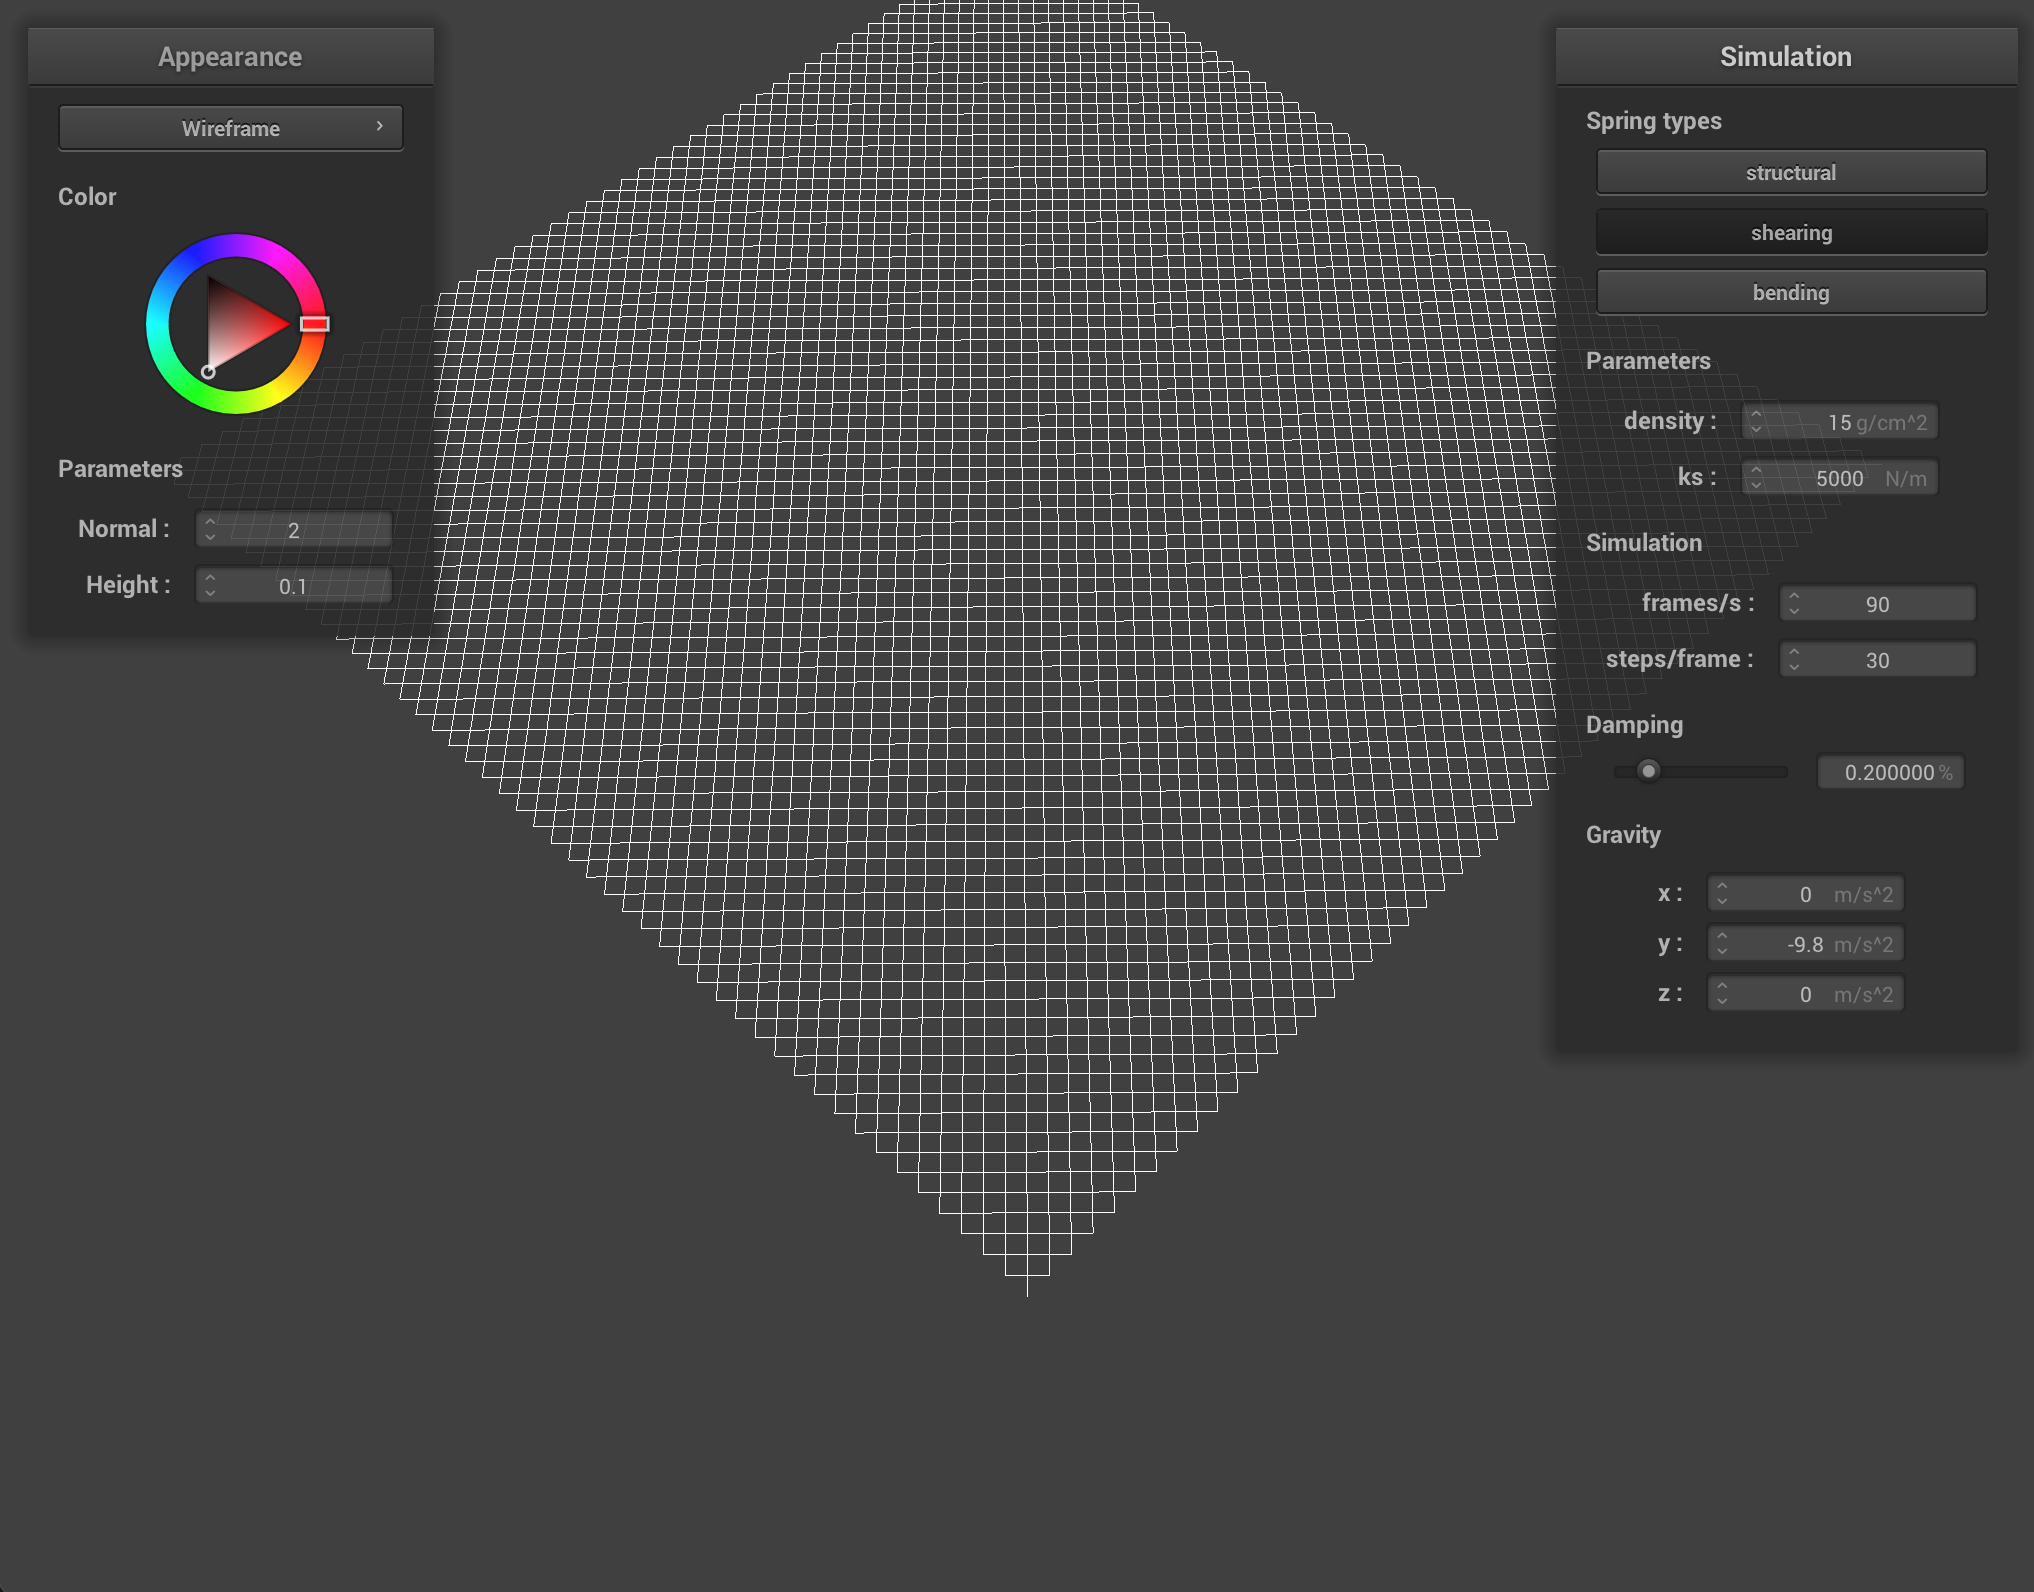 Appearance
Wireframe
Color
Parameters
Normal : 2
Height : 0.1
Simulation
Spring types
structural
shearing
bending
Parameters
density : 15 g/cm^2
ks : 5000 N/m
Simulation
frames/s : 90
steps/frame : 30
Damping
0.200000 %
Gravity
x : 0 m/s^2
y : -9.8 m/s^2
z : 0 m/s^2